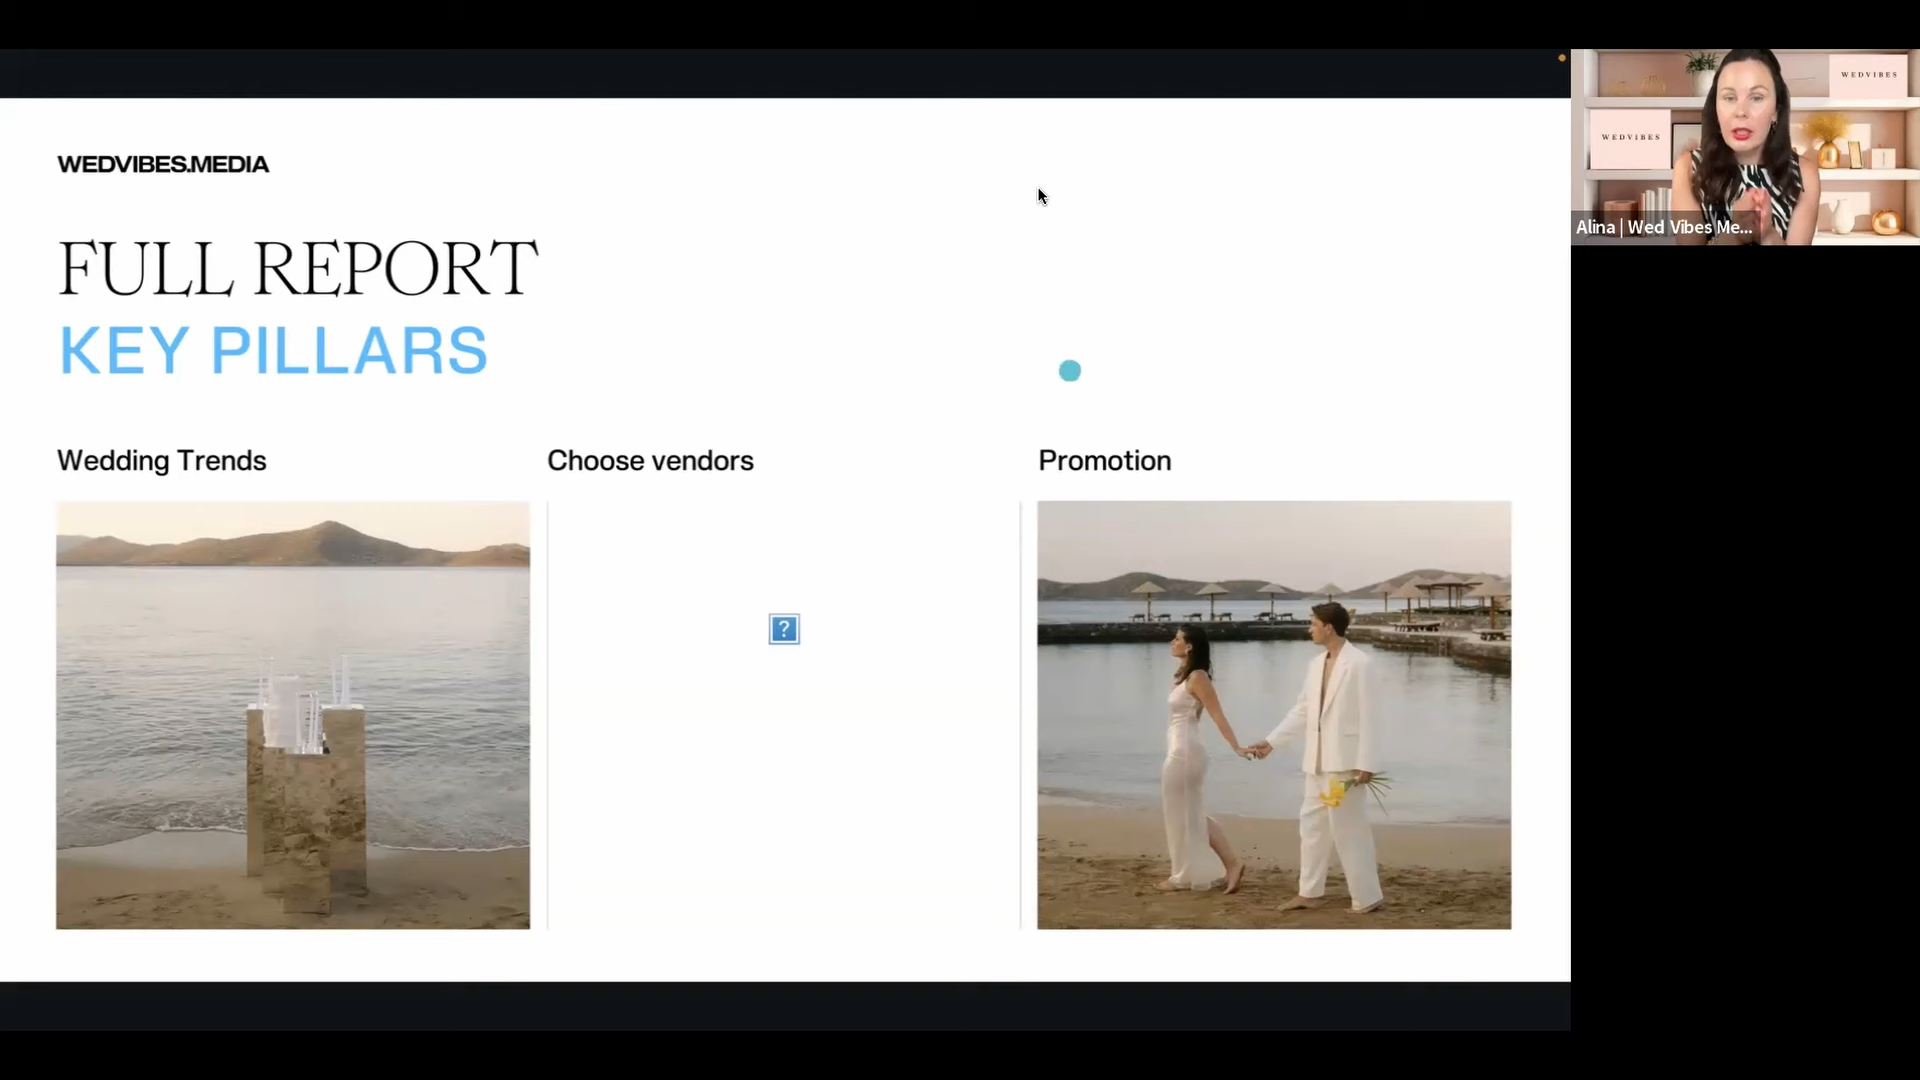 WEDVIBES.MEDIA
FULL REPORT
KEY PILLARS
Wedding Trends
Choose vendors
Promotion
?
WEDVIBES
WEDVIBES
Alina | Wed Vibes Me...